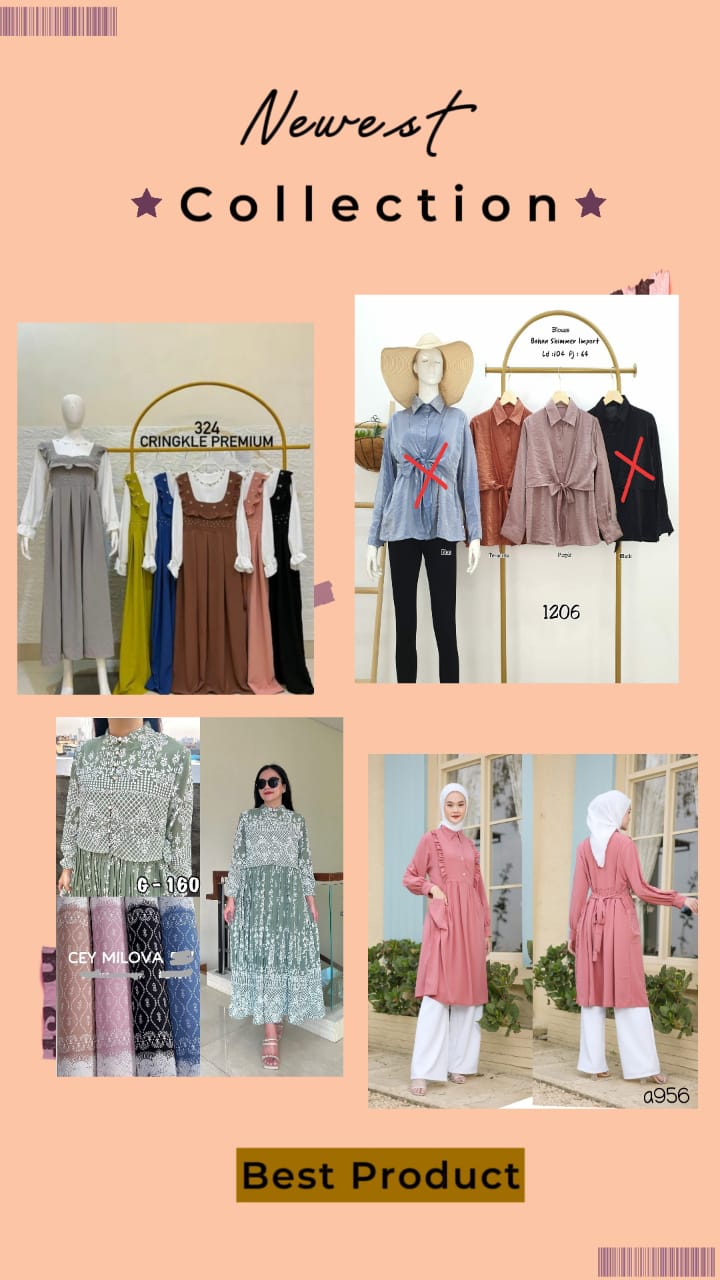 Newest
Collection
324
CRINGKLE PREMIUM
Blouse
Bahan Shimmer Import
Ld :104 Pj : 64
Black
1206
G - 160
CEY MILOVA
a956
Best Product